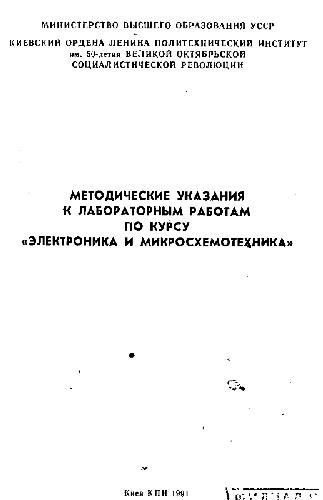 МИНИСТЕРСТВО ВЫСШЕГО ОБРАЗОВАНИЯ УССР
КИЕВСКИЙ ОРДЕНА ЛЕНИНА ПОЛИТЕХНИЧЕСКИЙ ИНСТИТУТ
им. 50-летия ВЕЛИКОЙ ОКТЯБРЬСКОЙ
СОЦИАЛИСТИЧЕСКОЙ РЕВОЛЮЦИИ
МЕТОДИЧЕСКИЕ УКАЗАНИЯ
К ЛАБОРАТОРНЫМ РАБОТАМ
ПО КУРСУ
«ЭЛЕКТРОНИКА И МИКРОСХЕМОТЕХНИКА»
Киев КПИ 1991